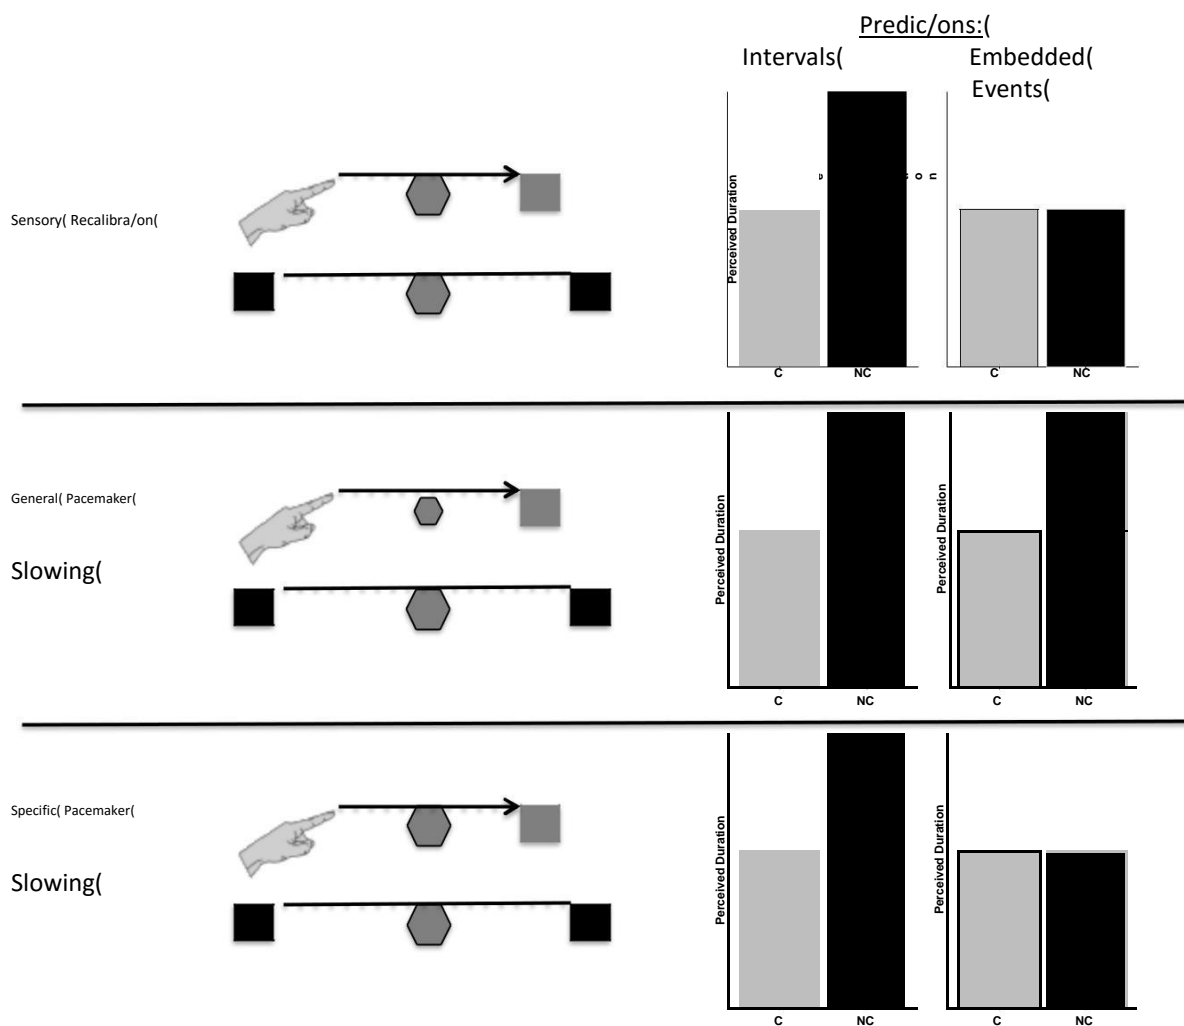 Predic/ons:(
Intervals(
Embedded(
Events(
Sensory( Recalibra/on(
Perceived Duration
e
o
n
C
NC
C
NC
General( Pacemaker(
Slowing(
Perceived Duration
C
NC
Perceived Duration
C
NC
Specific( Pacemaker(
Slowing(
Perceived Duration
C
NC
Perceived Duration
C
NC